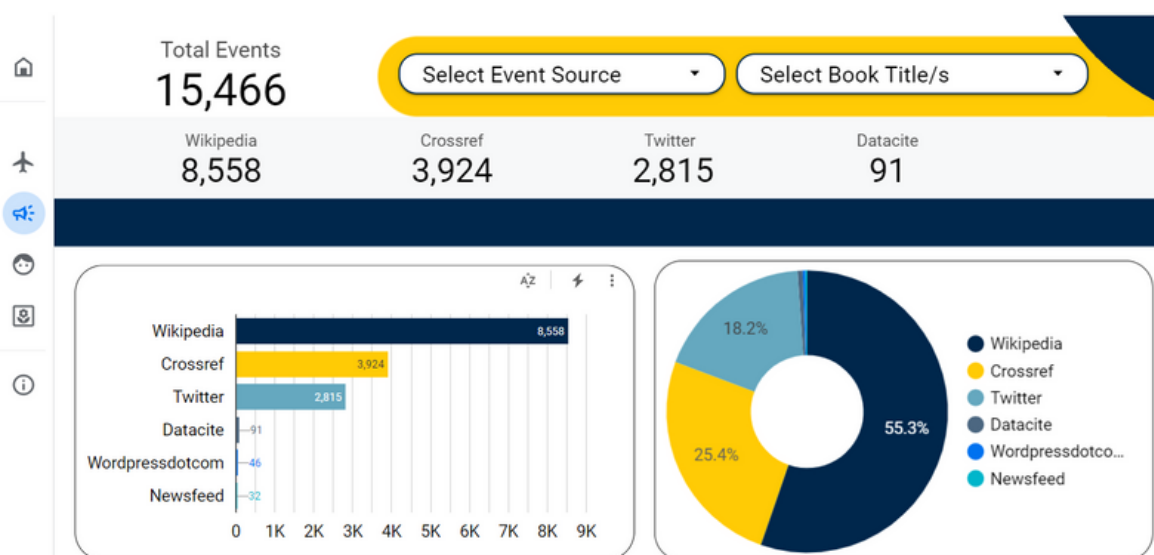 Total Events
15,466
Select Event Source
Select Book Title/s
Wikipedia
8,558
Crossref
3,924
Twitter
2,815
Datacite
91
AZ
Wikipedia
8,558
Crossref
3,924
Twitter
2,815
Datacite
91
Wordpressdotcom
46
Newsfeed
32
0 1K 2K 3K 4K 5K 6K 7K 8K 9K
18.2%
25.4%
55.3%
Wikipedia
Crossref
Twitter
Datacite
Wordpressdotco...
Newsfeed